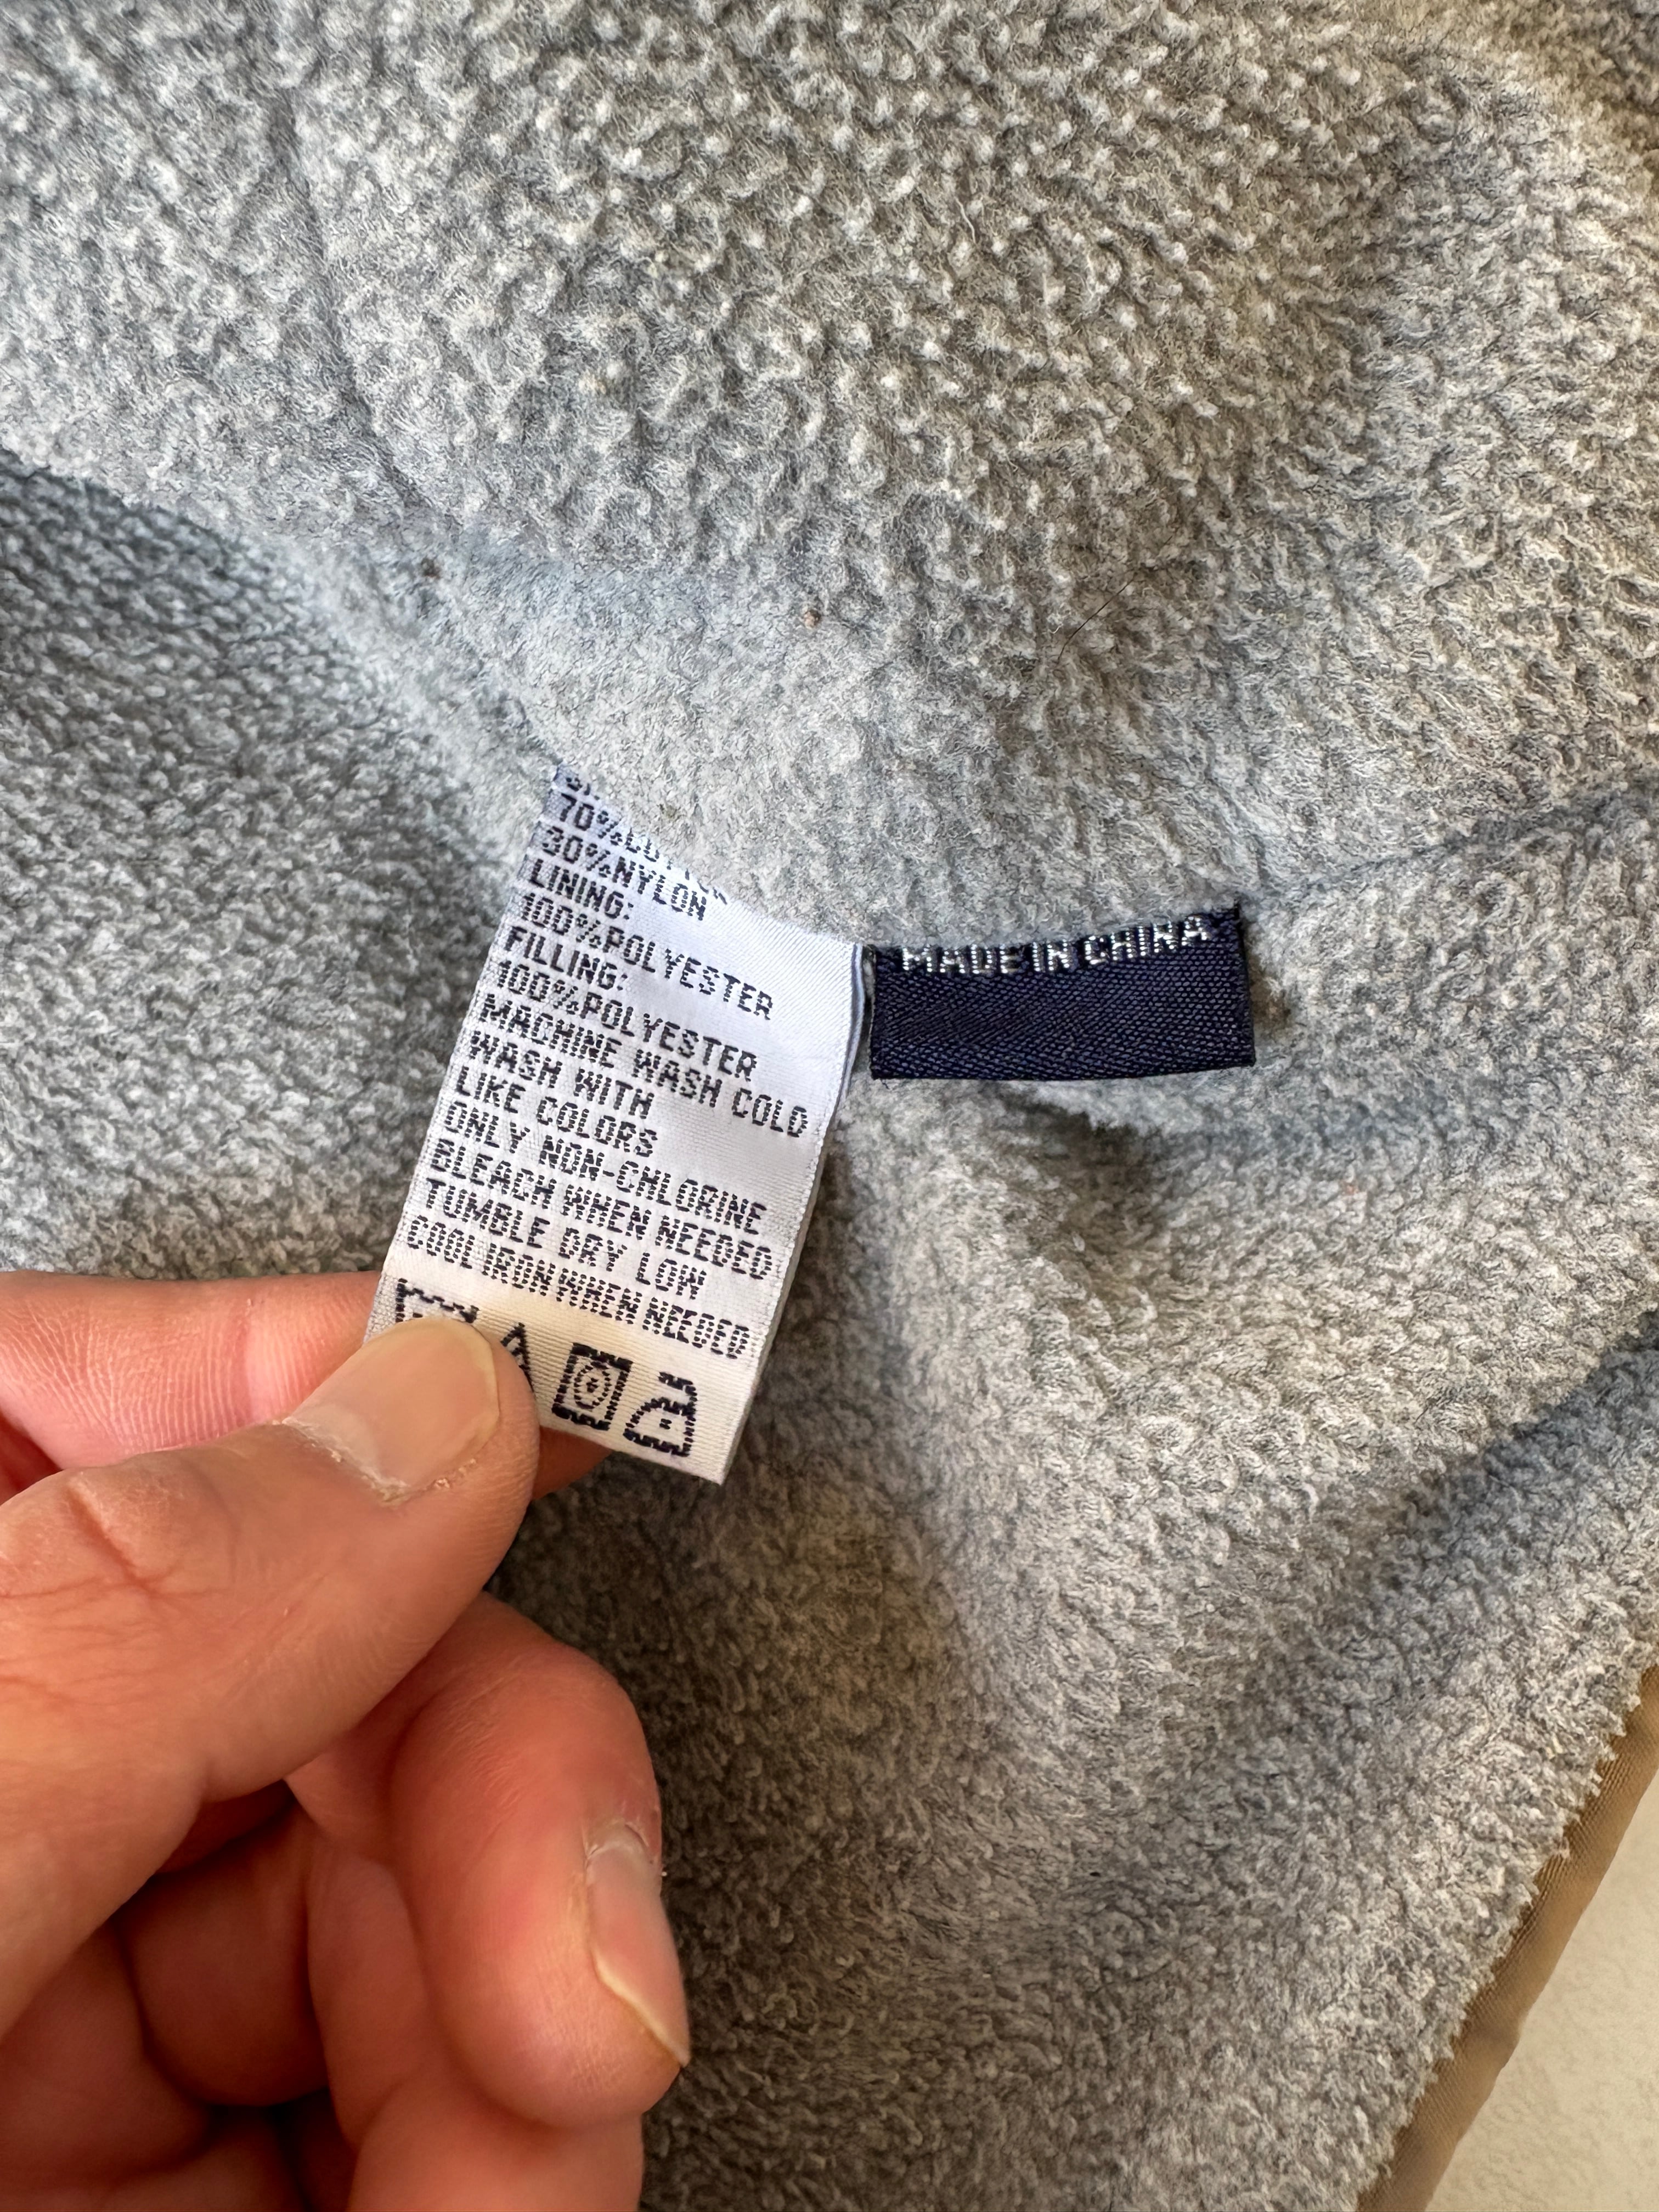 70%COTTON
30%NYLON
LINING:
100%POLYESTER
FILLING:
100%POLYESTER
MACHINE WASH COLD
WASH WITH
LIKE COLORS
ONLY NON-CHLORINE
BLEACH WHEN NEEDED
TUMBLE DRY LOW
COOL IRON WHEN NEEDED
MADE IN CHINA